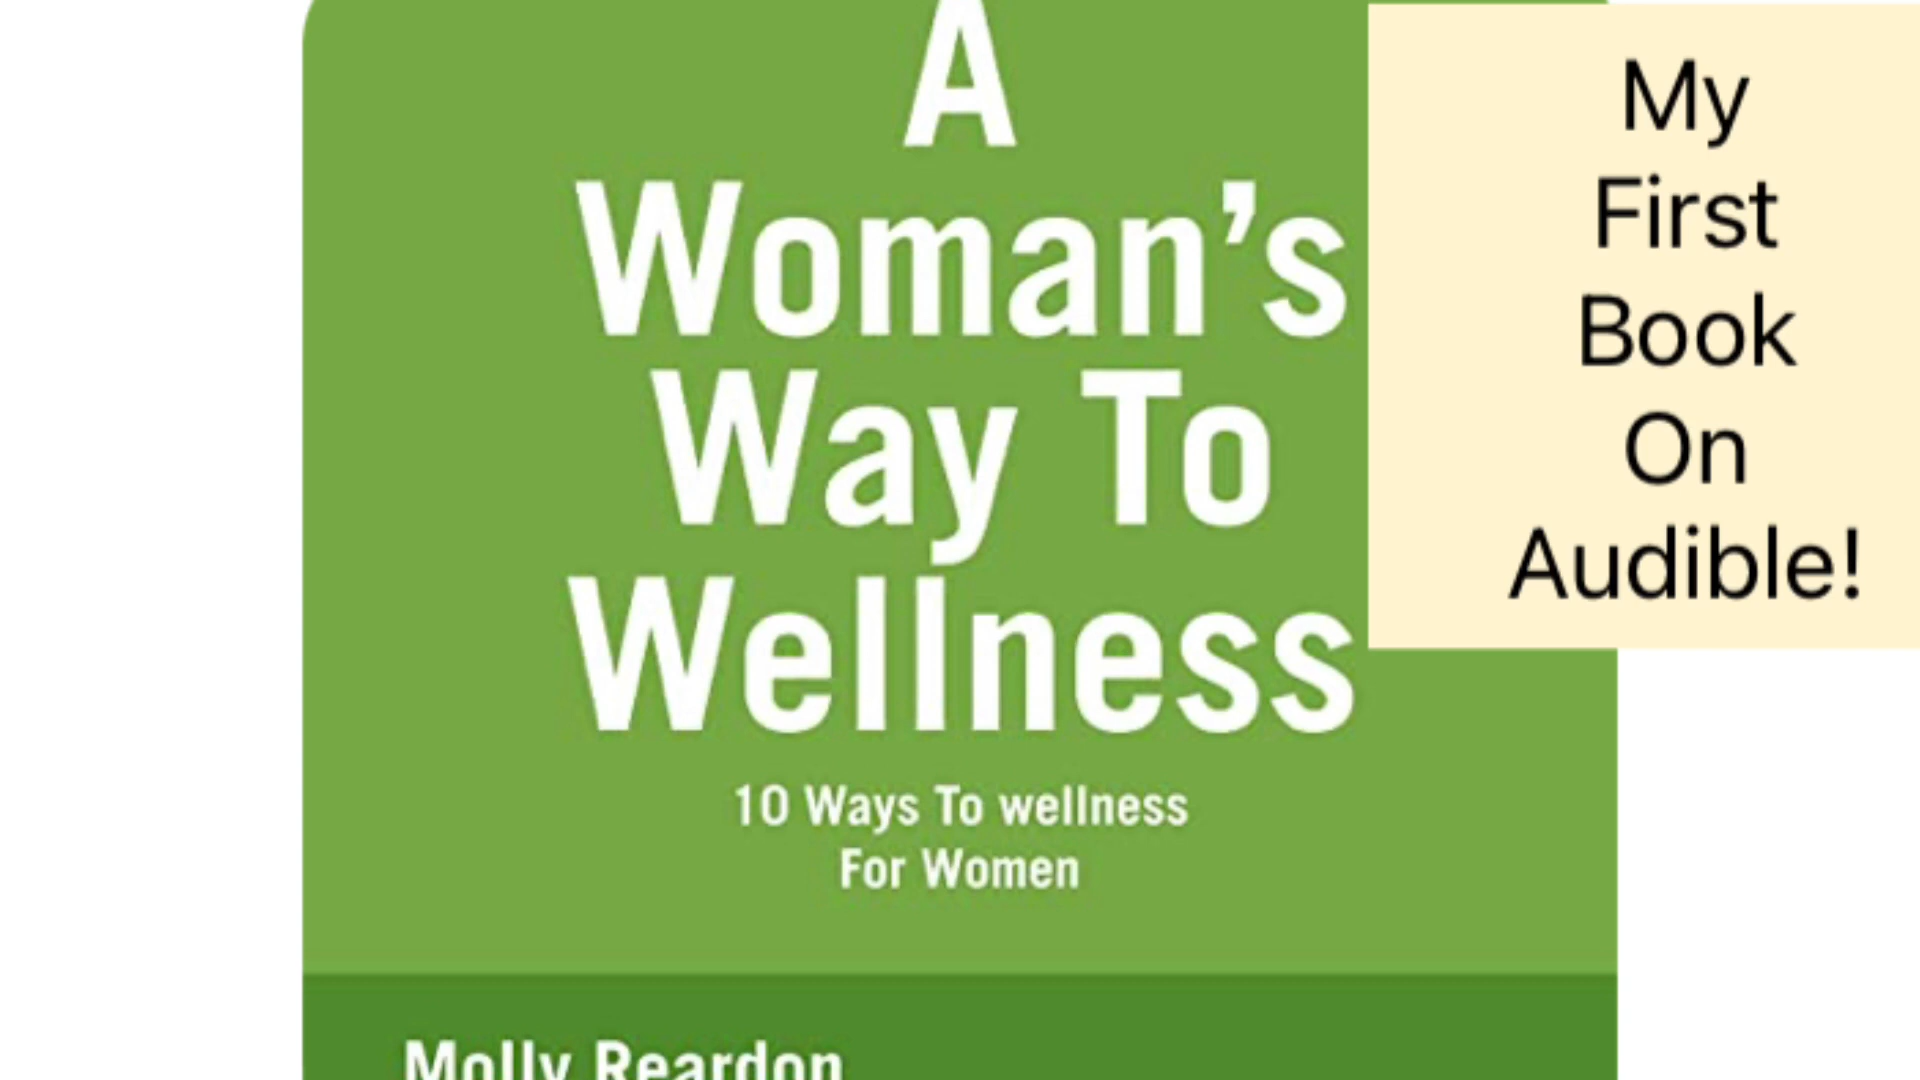 A
Woman’s
Way To
Wellness
10 Ways To wellness
For Women
Molly Reardon
My
First
Book
On
Audible!